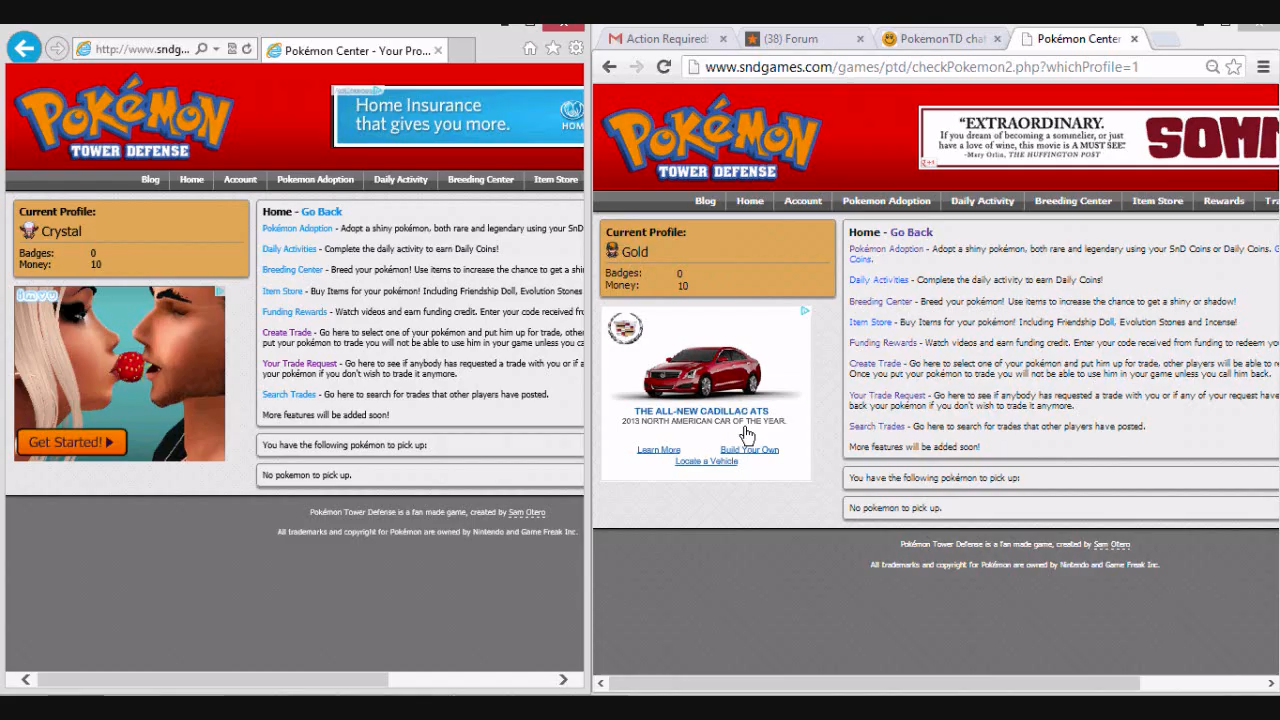 http://www.sndg...
Pokémon Center - Your Pro...
POKéMON
TOWER DEFENSE
Home Insurance
that gives you more.
HOM
Blog Home Account Pokemon Adoption Daily Activity Breeding Center Item Store
Current Profile:
Crystal
Badges: 0
Money: 10
imvu
Get Started!
Home - Go Back
Pokémon Adoption - Adopt a shiny pokémon, both rare and legendary using your SnD
Daily Activities - Complete the daily activity to earn Daily Coins!
Breeding Center - Breed your pokémon! Use items to increase the chance to get a shi
Item Store - Buy Items for your pokémon! Including Friendship Doll, Evolution Stones
Funding Rewards - Watch videos and earn funding credit. Enter your code received fro
Create Trade - Go here to select one of your pokémon and put him up for trade, other
put your pokémon to trade you will not be able to use him in your game unless you ca
Your Trade Request - Go here to see if anybody has requested a trade with you or if a
your pokémon if you don't wish to trade it anymore.
Search Trades - Go here to search for trades that other players have posted.
More features will be added soon!
You have the following pokémon to pick up:
No pokemon to pick up.
Pokémon Tower Defense is a fan made game, created by Sam Otero
All trademarks and copyright for Pokémon are owned by Nintendo and Game Freak Inc.
Action Required:
(38) Forum
PokemonTD chat
Pokémon Center
www.sndgames.com/games/ptd/checkPokemon2.php?whichProfile=1
POKéMON
TOWER DEFENSE
"EXTRAORDINARY.
If you dream of becoming a sommelier, or just
have a love of wine, this movie is A MUST SEE!"
-Mary Orlin, THE HUFFINGTON POST
SOMM
Blog Home Account Pokemon Adoption Daily Activity Breeding Center Item Store Rewards Tra
Current Profile:
Gold
Badges: 0
Money: 10
THE ALL-NEW CADILLAC ATS
2013 NORTH AMERICAN CAR OF THE YEAR.
Learn More Build Your Own
Locate a Vehicle
Home - Go Back
Pokémon Adoption - Adopt a shiny pokémon, both rare and legendary using your SnD Coins or Daily Coins. G
Coins.
Daily Activities - Complete the daily activity to earn Daily Coins!
Breeding Center - Breed your pokémon! Use items to increase the chance to get a shiny or shadow!
Item Store - Buy Items for your pokémon! Including Friendship Doll, Evolution Stones and Incense!
Funding Rewards - Watch videos and earn funding credit. Enter your code received from funding to redeem yo
Create Trade - Go here to select one of your pokémon and put him up for trade, other players will be able to
Once you put your pokémon to trade you will not be able to use him in your game unless you call him back.
Your Trade Request - Go here to see if anybody has requested a trade with you or if any of your request have
back your pokémon if you don't wish to trade it anymore.
Search Trades - Go here to search for trades that other players have posted.
More features will be added soon!
You have the following pokémon to pick up:
No pokemon to pick up.
Pokémon Tower Defense is a fan made game, created by Sam Otero
All trademarks and copyright for Pokémon are owned by Nintendo and Game Freak Inc.